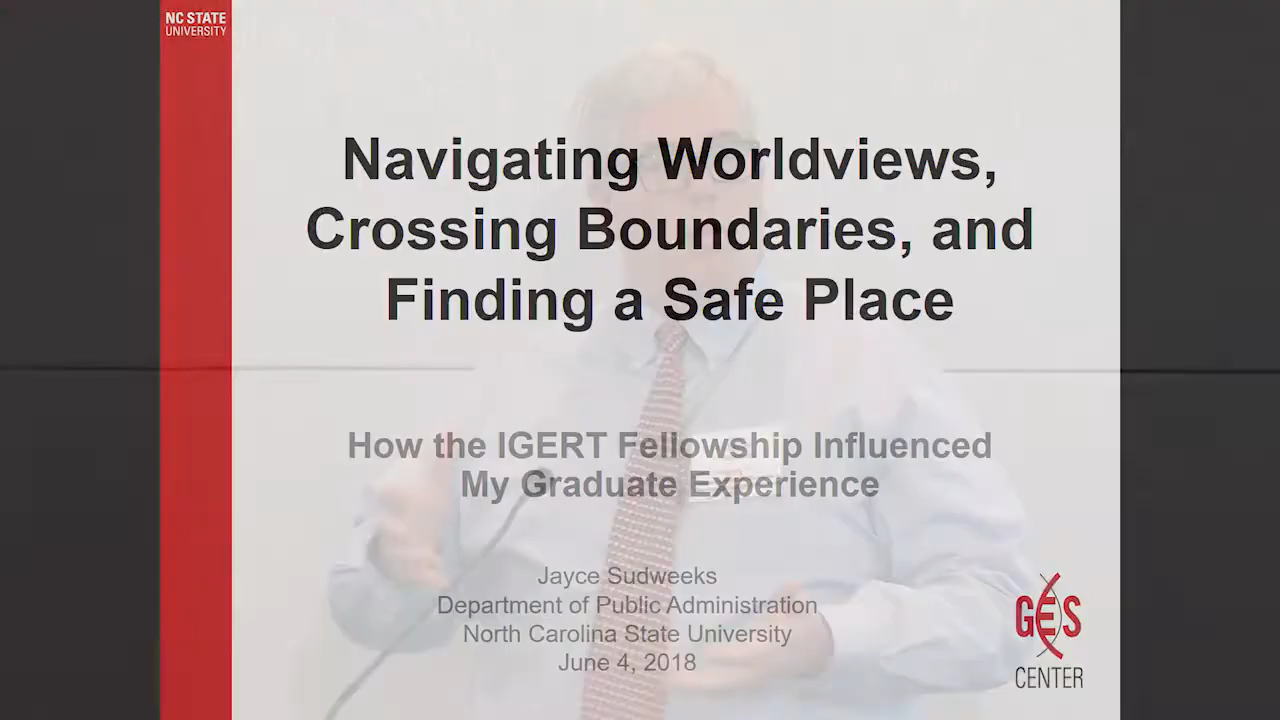 NC STATE
UNIVERSITY
Navigating Worldviews,
Crossing Boundaries, and
Finding a Safe Place
How the IGERT Fellowship Influenced
My Graduate Experience
Jayce Sudweeks
Department of Public Administration
North Carolina State University
June 4, 2018
GES
CENTER